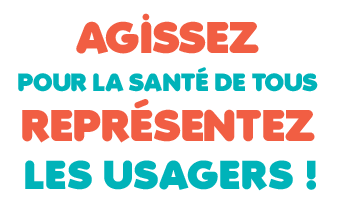 AGISSEZ
POUR LA SANTÉ DE TOUS
REPRÉSENTEZ
LES USAGERS !